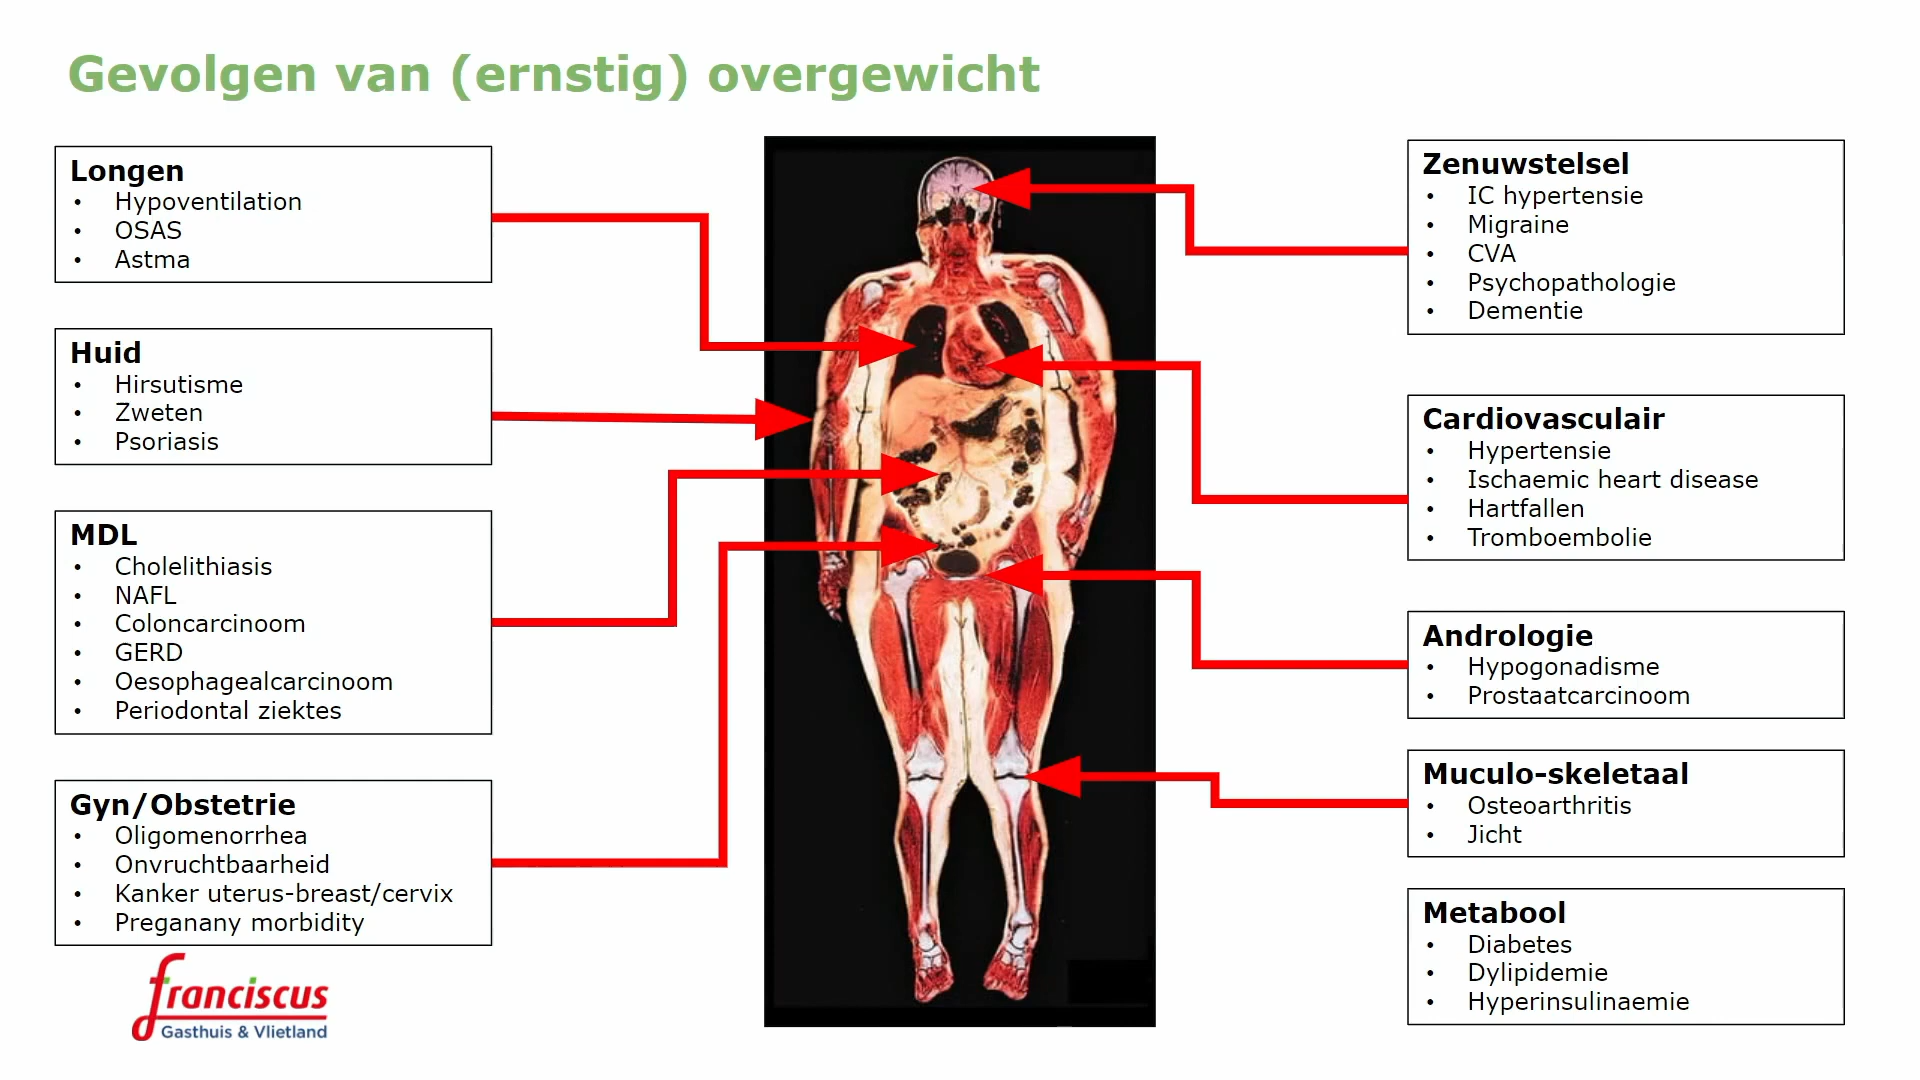 Gevolgen van (ernstig) overgewicht
Longen
• Hypoventilation
• OSAS
• Astma
Huid
• Hirsutisme
• Zweten
• Psoriasis
MDL
• Cholelithiasis
• NAFL
• Coloncarcinoom
• GERD
• Oesophagealcarcinoom
• Periodontal ziektes
Gyn/Obstetrie
• Oligomenorrhea
• Onvruchtbaarheid
• Kanker uterus-breast/cervix
• Preganany morbidity
franciscus
Gasthuis & Vlietland
Zenuwstelsel
• IC hypertensie
• Migraine
• CVA
• Psychopathologie
• Dementie
Cardiovasculair
• Hypertensie
• Ischaemic heart disease
• Hartfallen
• Tromboembolie
Andrologie
• Hypogonadisme
• Prostaatcarcinoom
Muculo-skeletaal
• Osteoarthritis
• Jicht
Metabool
• Diabetes
• Dylipidemie
• Hyperinsulinaemie